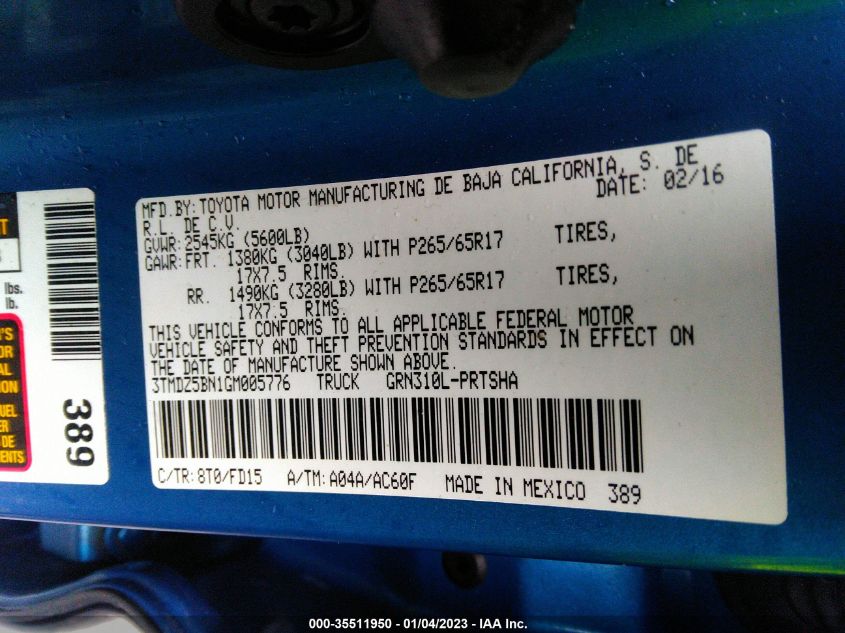 MFD.BY: TOYOTA MOTOR MANUFACTURING DE BAJA CALIFORNIA, S. DE
R.L. DE C.V. DATE: 02/16
GVWR: 2545KG (5600LB)
GAWR: FRT. 1380KG (3040LB) WITH P265/65R17 TIRES,
17X7.5 RIMS.
RR. 1490KG (3280LB) WITH P265/65R17 TIRES,
17X7.5 RIMS.
THIS VEHICLE CONFORMS TO ALL APPLICABLE FEDERAL MOTOR
VEHICLE SAFETY AND THEFT PREVENTION STANDARDS IN EFFECT ON
THE DATE OF MANUFACTURE SHOWN ABOVE.
3TMDZ5BN1GM005776 TRUCK GRN310L-PRTSHA
C/TR: 8T0/FD15 A/TM: A04A/AC60F MADE IN MEXICO 389
lbs.
lb.
389
000-35511950 - 01/04/2023 - IAA Inc.